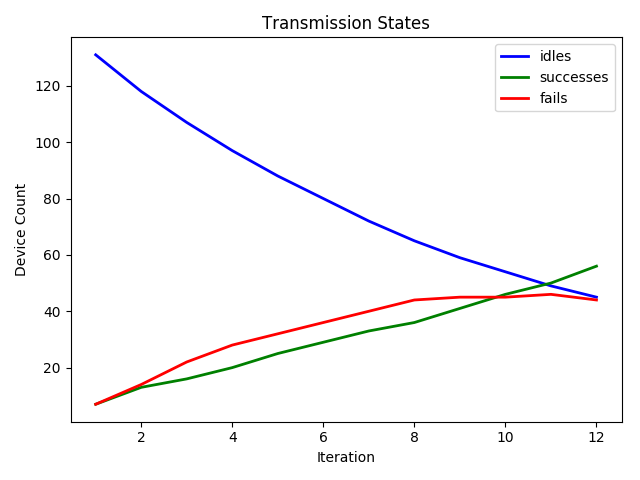 Transmission States
idles
successes
fails
Device Count
120
100
80
60
40
20
2 4 6 8 10 12
Iteration